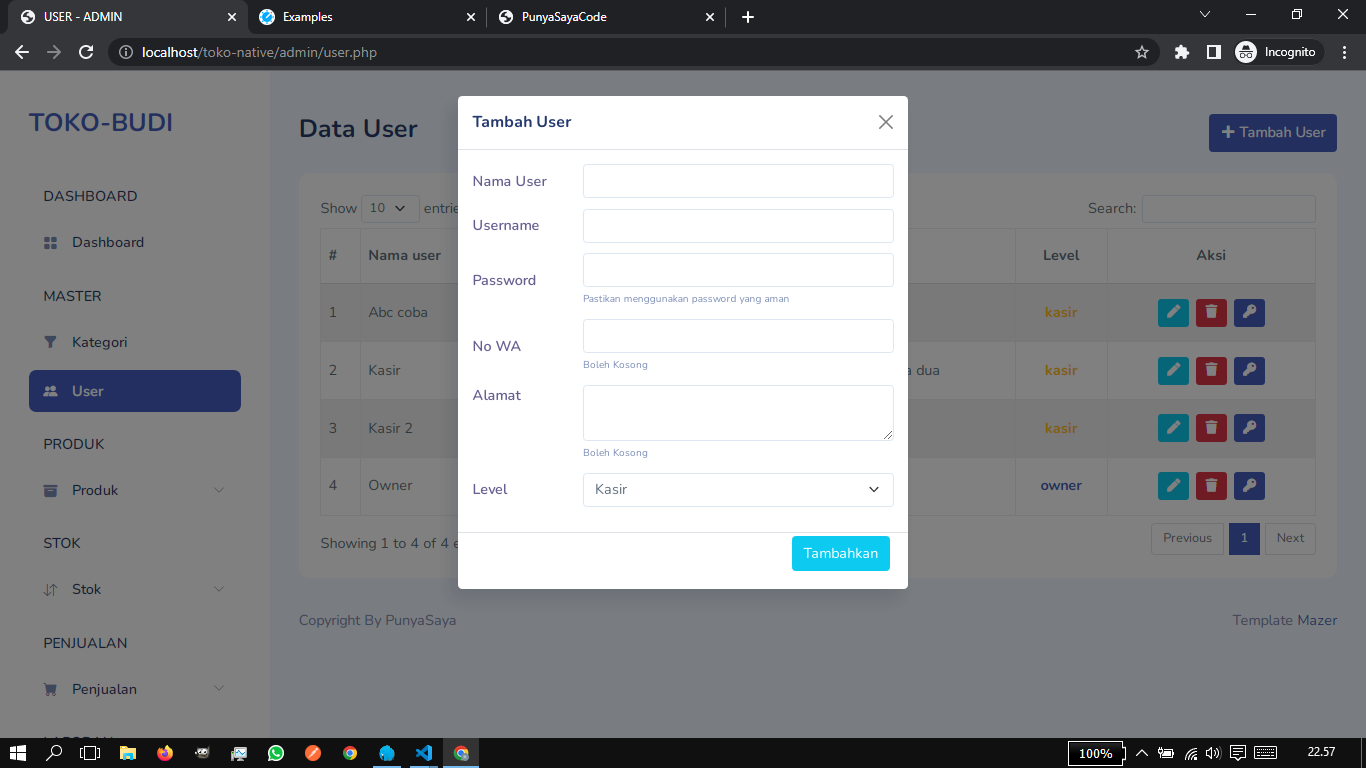 USER - ADMIN
Examples
PunyaSayaCode
localhost/toko-native/admin/user.php
Incognito
TOKO-BUDI
DASHBOARD
Dashboard
MASTER
Kategori
User
PRODUK
Produk
STOK
Stok
PENJUALAN
Penjualan
Data User
Tambah User
Show 10
Search:
# Nama user Level Aksi
1 Abc coba kasir
2 Kasir dua kasir
3 Kasir 2 kasir
4 Owner owner
Showing 1 to 4 of 4
Previous 1 Next
Copyright By PunyaSaya
Template Mazer
Tambah User
Nama User
Username
Password
Pastikan menggunakan password yang aman
No WA
Boleh Kosong
Alamat
Boleh Kosong
Level Kasir
Tambahkan
100%
22.57